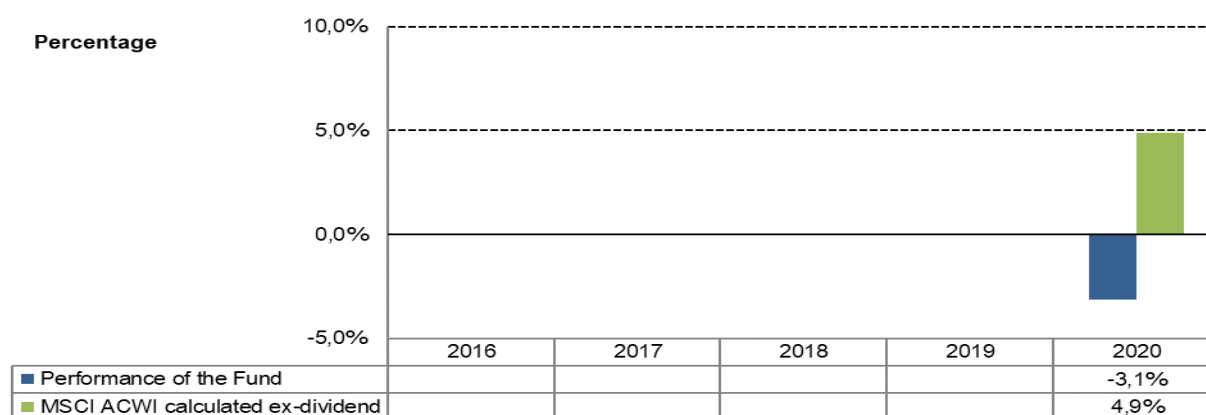 Percentage
10,0%
5,0%
0,0%
-5,0%
2016 2017 2018 2019 2020
Performance of the Fund -3,1%
MSCI ACWI calculated ex-dividend 4,9%